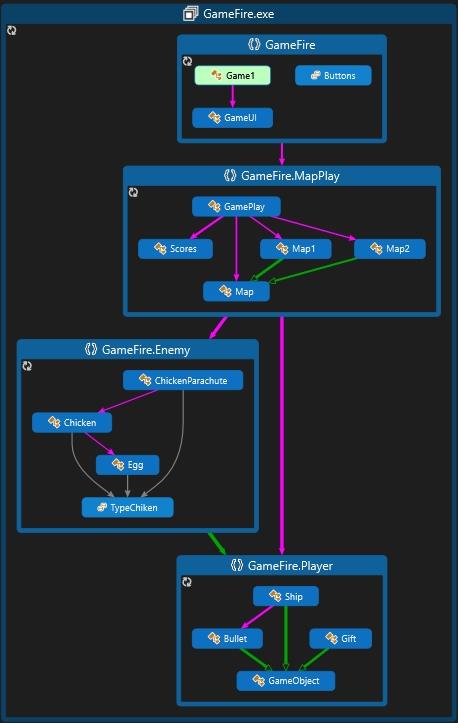 GameFire.exe
GameFire
Game1
Buttons
GameUI
GameFire.MapPlay
GamePlay
Scores
Map1
Map2
Map
GameFire.Enemy
ChickenParachute
Chicken
Egg
TypeChiken
GameFire.Player
Ship
Bullet
Gift
GameObject